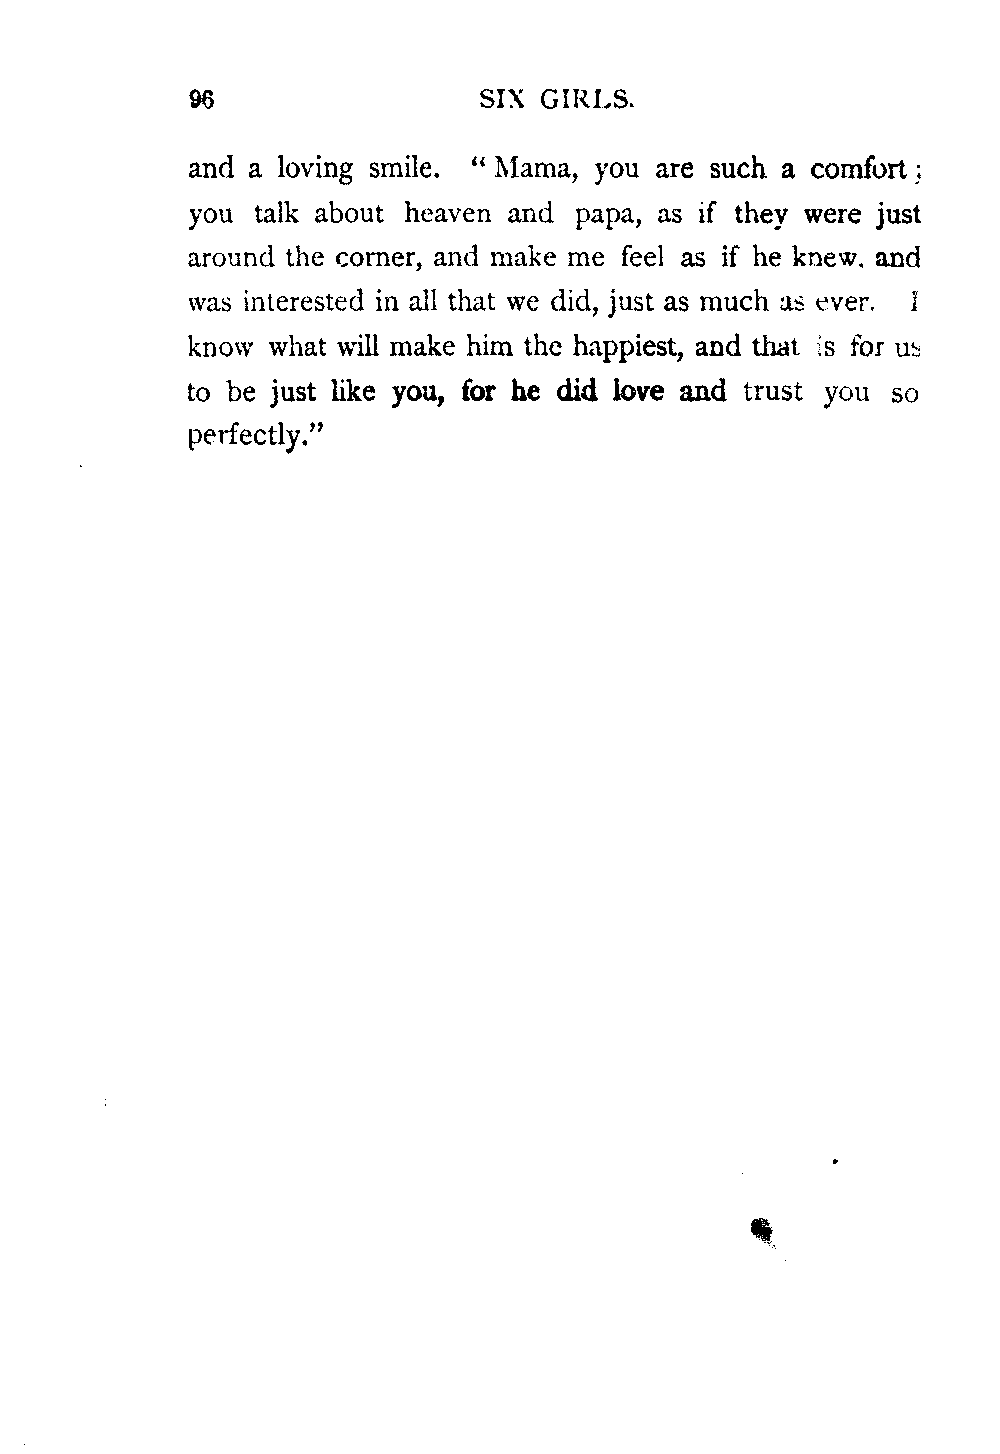 96 SIX GIRLS.
and a loving smile. "Mama, you are such a comfort;
you talk about heaven and papa, as if they were just
around the corner, and make me feel as if he knew, and
was interested in all that we did, just as much as ever. I
know what will make him the happiest, and that is for us
to be just like you, for he did love and trust you so
perfectly."